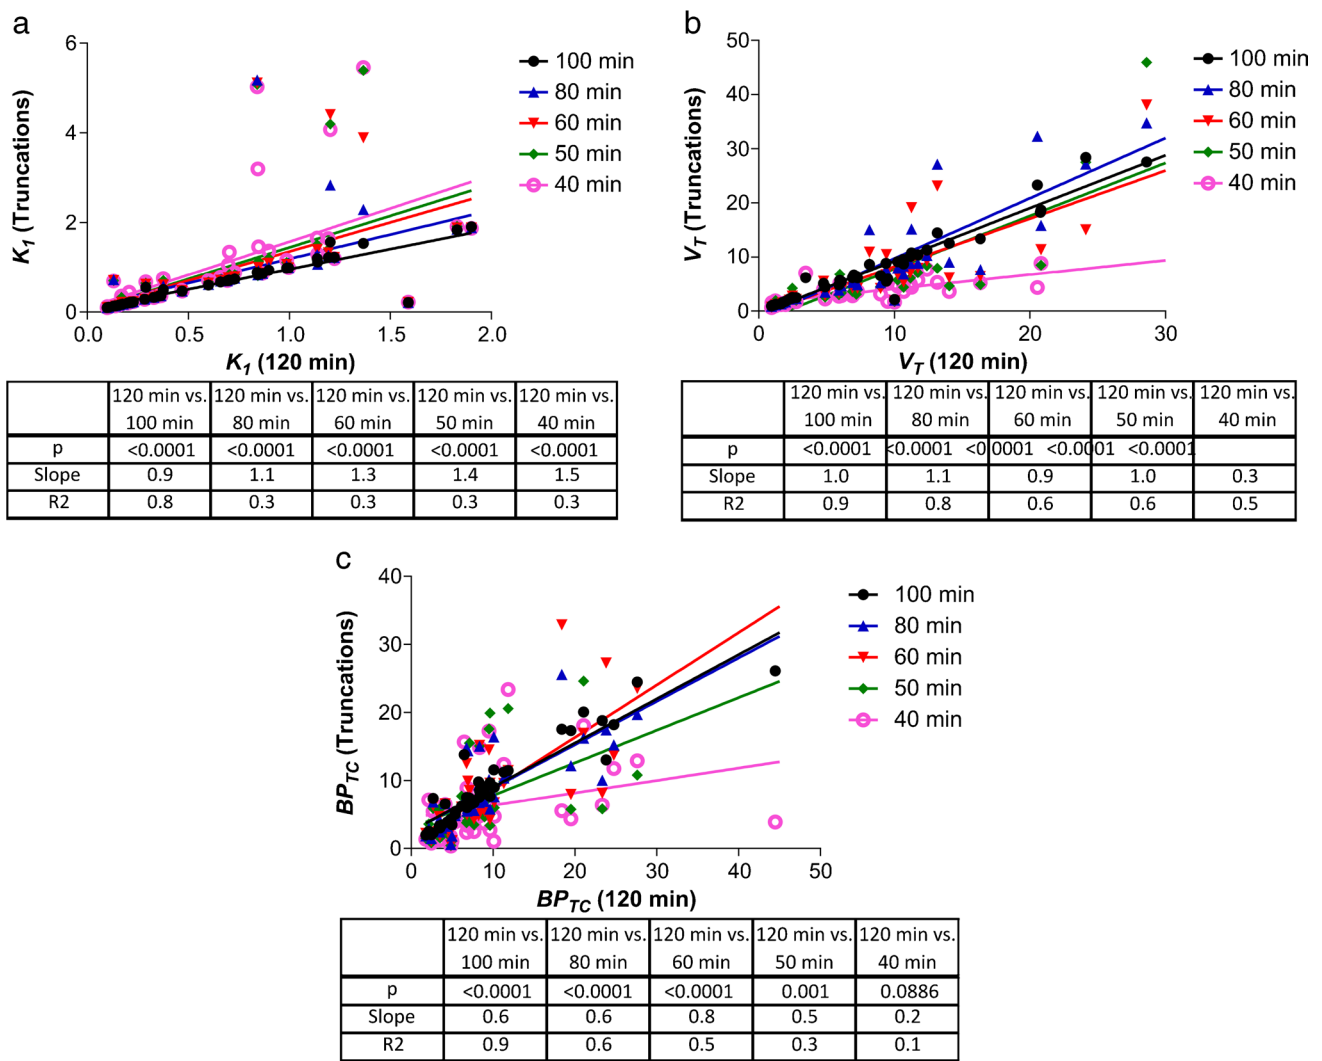 a
6
4
2
0
K1 (Truncations)
0.0 0.5 1.0 1.5 2.0
K1 (120 min)
100 min
80 min
60 min
50 min
40 min
120 min vs. 120 min vs. 120 min vs. 120 min vs. 120 min vs.
100 min 80 min 60 min 50 min 40 min
p <0.0001 <0.0001 <0.0001 <0.0001 <0.0001
Slope 0.9 1.1 1.3 1.4 1.5
R2 0.8 0.3 0.3 0.3 0.3
b
50
40
30
20
10
0
VT (Truncations)
0 10 20 30
VT (120 min)
100 min
80 min
60 min
50 min
40 min
120 min vs. 120 min vs. 120 min vs. 120 min vs. 120 min vs.
100 min 80 min 60 min 50 min 40 min
p <0.0001 <0.0001 <0.0001 <0.0001 <0.0001
Slope 1.0 1.1 0.9 1.0 0.3
R2 0.9 0.8 0.6 0.6 0.5
c
40
30
20
10
0
BPTC (Truncations)
0 10 20 30 40 50
BPTC (120 min)
100 min
80 min
60 min
50 min
40 min
120 min vs. 120 min vs. 120 min vs. 120 min vs. 120 min vs.
100 min 80 min 60 min 50 min 40 min
p <0.0001 <0.0001 <0.0001 0.001 0.0886
Slope 0.6 0.6 0.8 0.5 0.2
R2 0.9 0.6 0.5 0.3 0.1